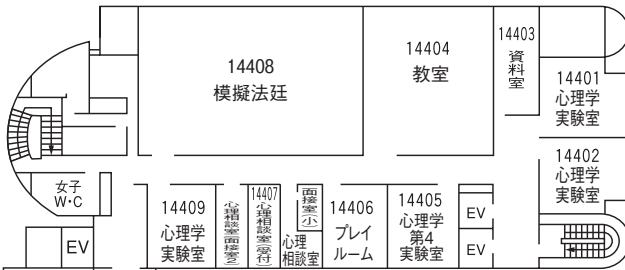 14408
模擬法廷
14404
教室
14403
資料室
14401
心理学
実験室
14402
心理学
実験室
女子
W・C
EV
14409
心理学
実験室
心理相談室面接室2
14407
心理相談室(受付)
面接室(小)
心理
相談室
14406
プレイ
ルーム
14405
心理学
第4
実験室
EV
EV